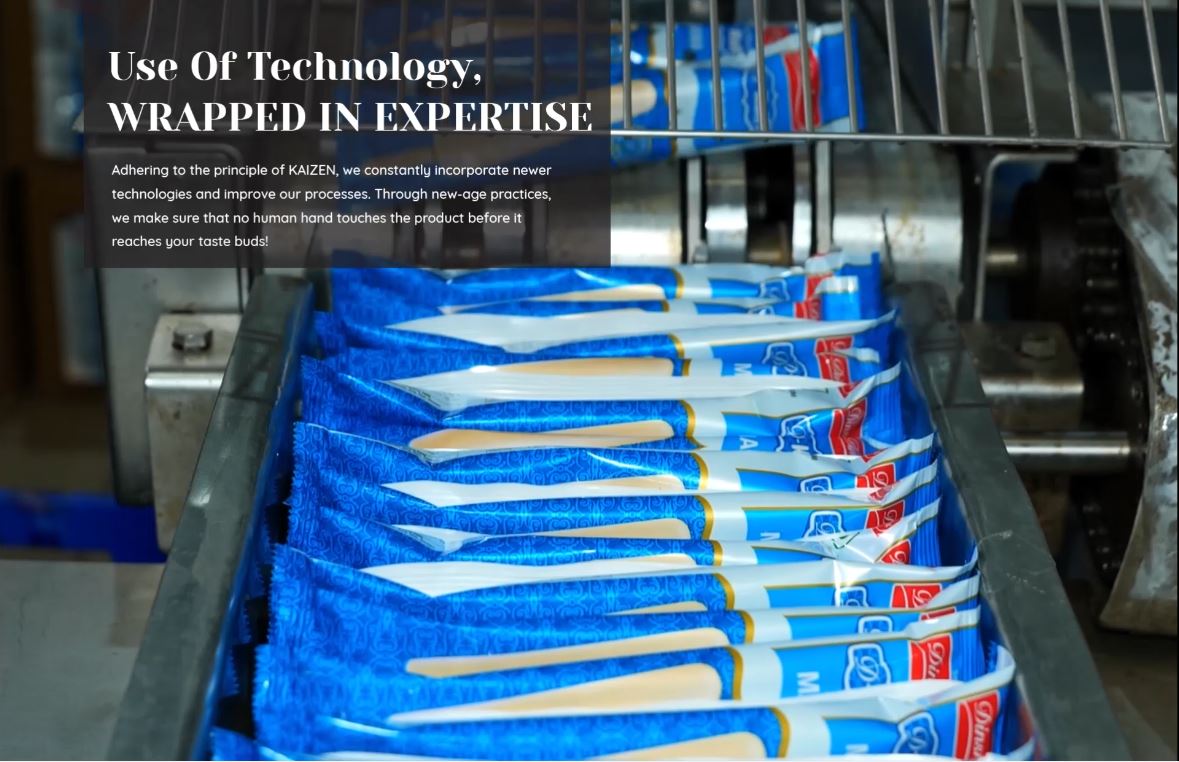 Use Of Technology,
WRAPPED IN EXPERTISE
Adhering to the principle of KAIZEN, we constantly incorporate newer
technologies and improve our processes. Through new-age practices,
we make sure that no human hand touches the product before it
reaches your taste buds!